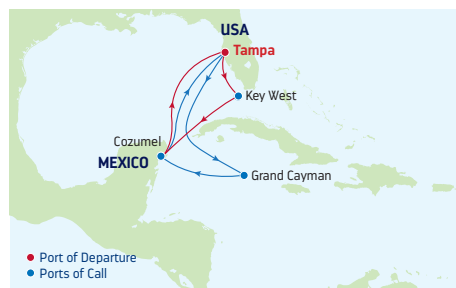 USA
Tampa
Key West
Cozumel
MEXICO
Grand Cayman
Port of Departure
Ports of Call